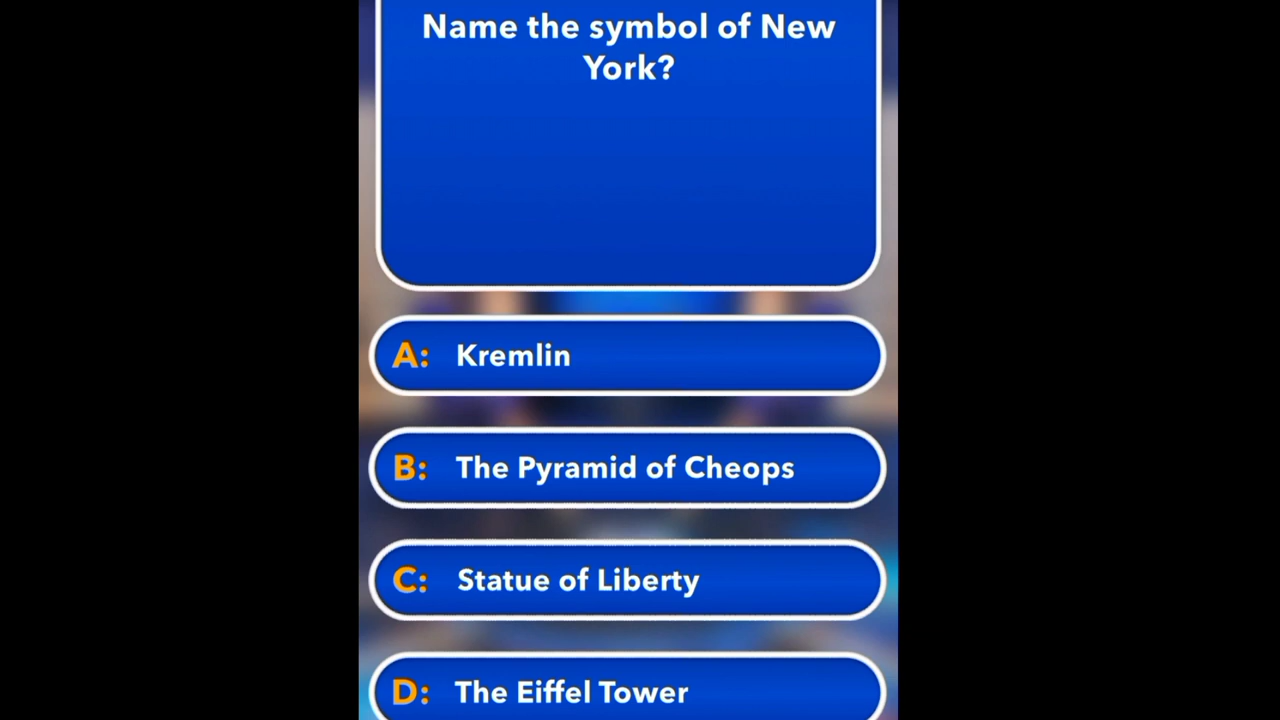 Name the symbol of New
York?
A: Kremlin
B: The Pyramid of Cheops
C: Statue of Liberty
D: The Eiffel Tower